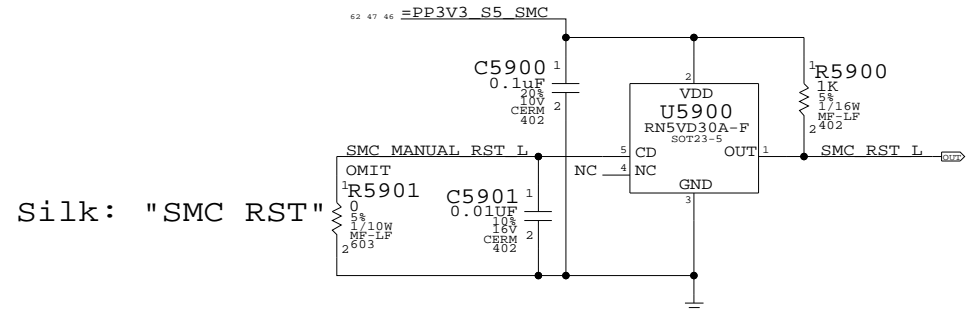 62 47 46 =PP3V3_S5_SMC
C5900 1
0.1uF
20%
10V 2
CERM
402
2
VDD
U5900
RN5VD30A-F
SOT23-5
1 R5900
1K
5%
1/16W
MF-LF
2 402
SMC_MANUAL_RST_L
5 CD
OUT 1
SMC_RST_L
OUT
NC 4 NC
GND
3
OMIT
1 R5901
0
5%
1/10W
MF-LF
2 603
Silk: "SMC RST"
C5901 1
0.01UF
10%
16V 2
CERM
402